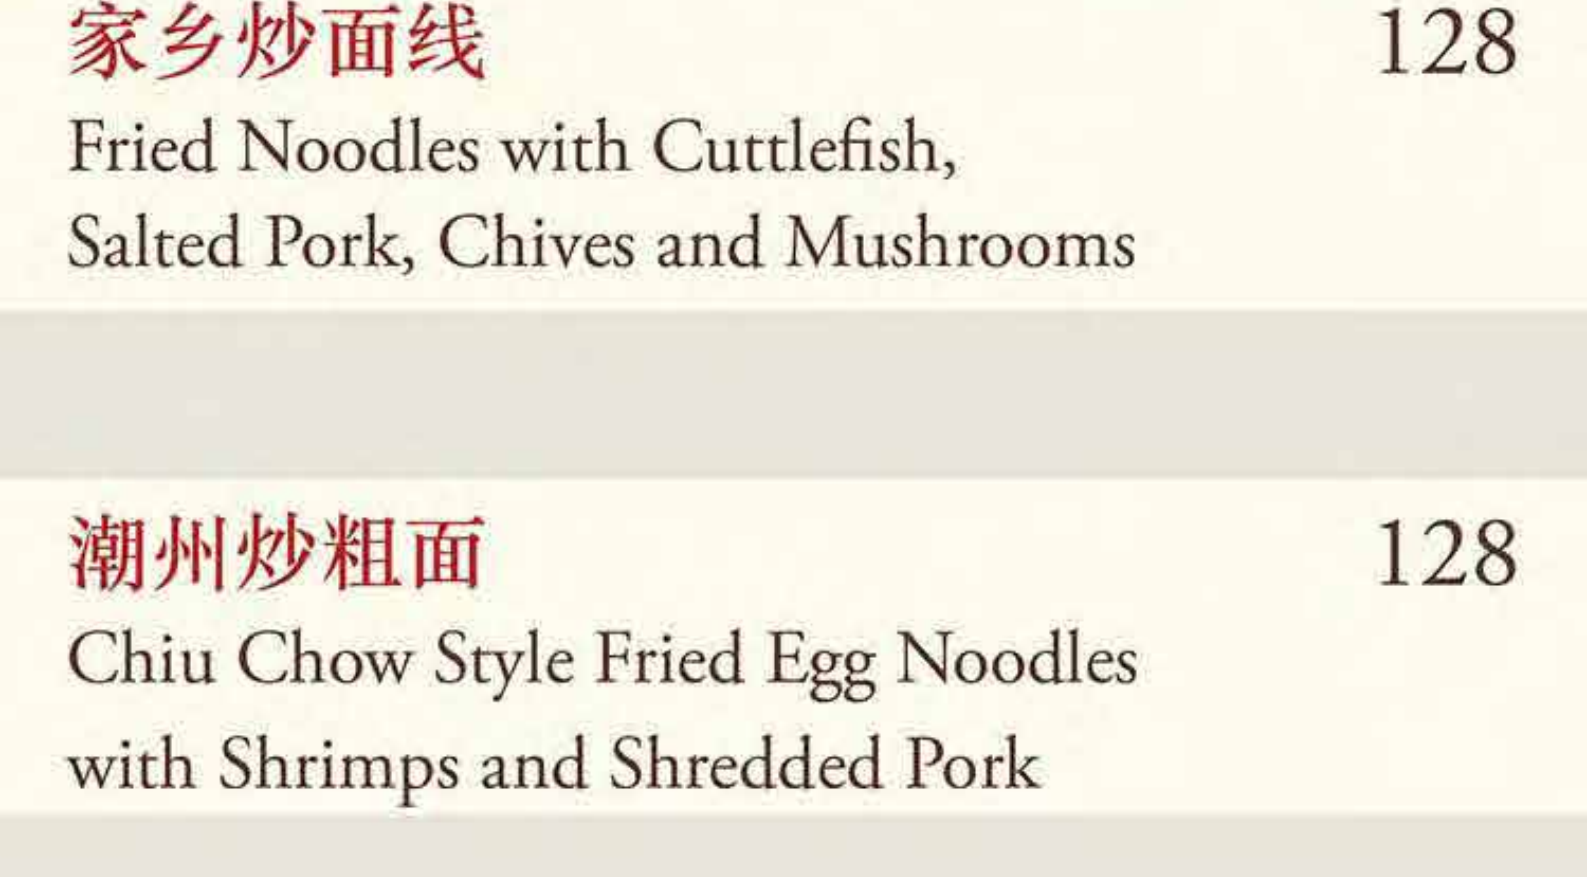 家乡炒面线 128
Fried Noodles with Cuttlefish,
Salted Pork, Chives and Mushrooms
潮州炒粗面 128
Chiu Chow Style Fried Egg Noodles
with Shrimps and Shredded Pork